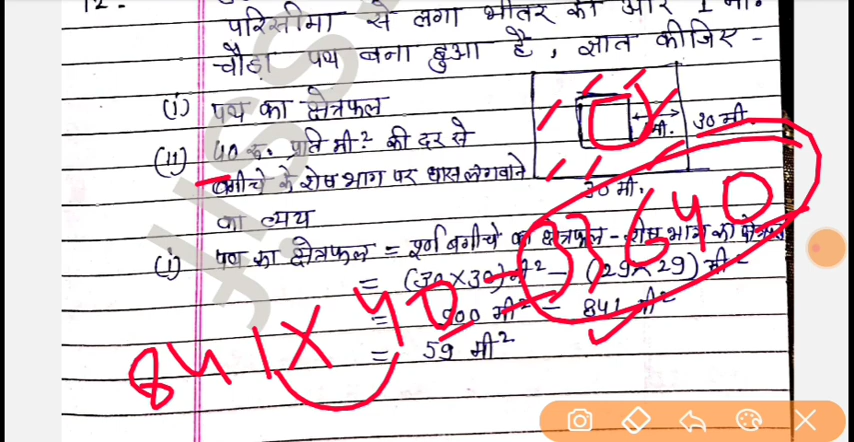 12.
परिसीमा से लगा भीतर की ओर 1 मी.
चौड़ा पथ बना हुआ है, ज्ञात कीजिए -
(i) पथ का क्षेत्रफल
(ii) 40 रु. प्रति मी² की दर से
बगीचे के शेष भाग पर घास लगवाने
का व्यय
मी. 30 मी.
30 मी.
(i) पथ का क्षेत्रफल = पूर्ण बगीचे का क्षेत्रफल - शेष भाग का क्षेत्रफल
= (30 X 30) मी² - (29 X 29) मी²
= 900 मी² 841 मी²
= 59 मी²
841 X 40 = 33640